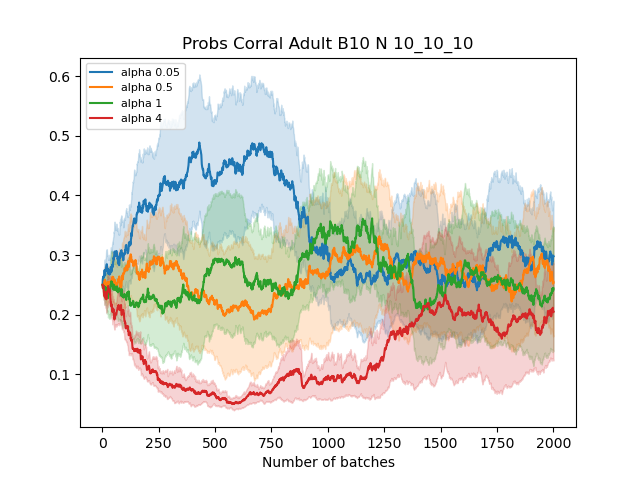 Probs Corral Adult B10 N 10_10_10
alpha 0.05
alpha 0.5
alpha 1
alpha 4
0.6
0.5
0.4
0.3
0.2
0.1
0 250 500 750 1000 1250 1500 1750 2000
Number of batches